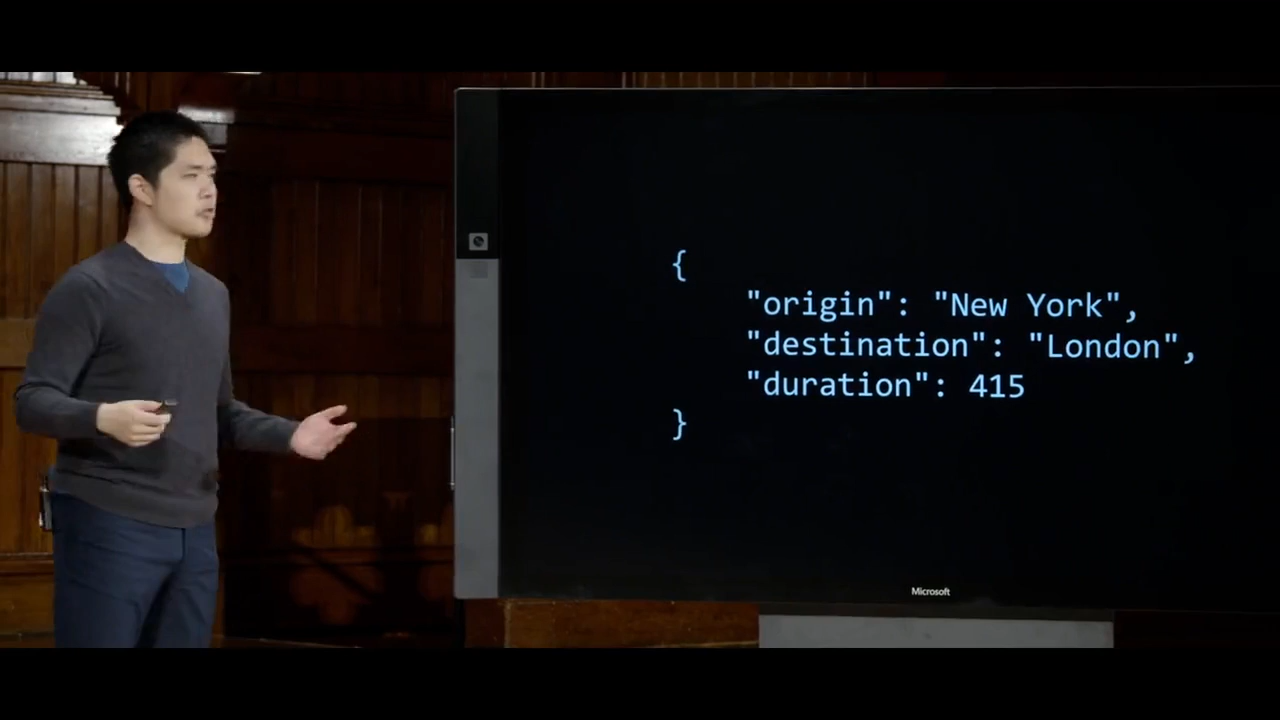 {
"origin": "New York",
"destination": "London",
"duration": 415
}
Microsoft